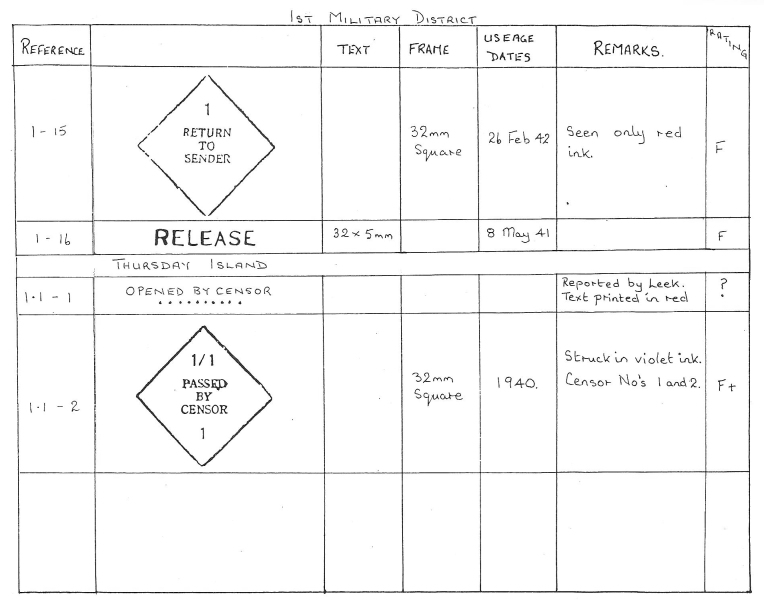 1ST MILITARY DISTRICT
REFERENCE TEXT FRAME USEAGE DATES REMARKS. RATING
1 - 15
1
RETURN
TO
SENDER
32mm
Square
26 Feb 42
Seen only red
ink.
F
1 - 16 RELEASE 32 x 5mm 8 May 41 F
THURSDAY ISLAND
1.1 - 1 OPENED BY CENSOR
..........
Reported by Leek.
Text printed in red
?
1.1 - 2
1/1
PASSED
BY
CENSOR
1
32mm
Square
1940.
Struck in violet ink.
Censor No's 1 and 2.
F+